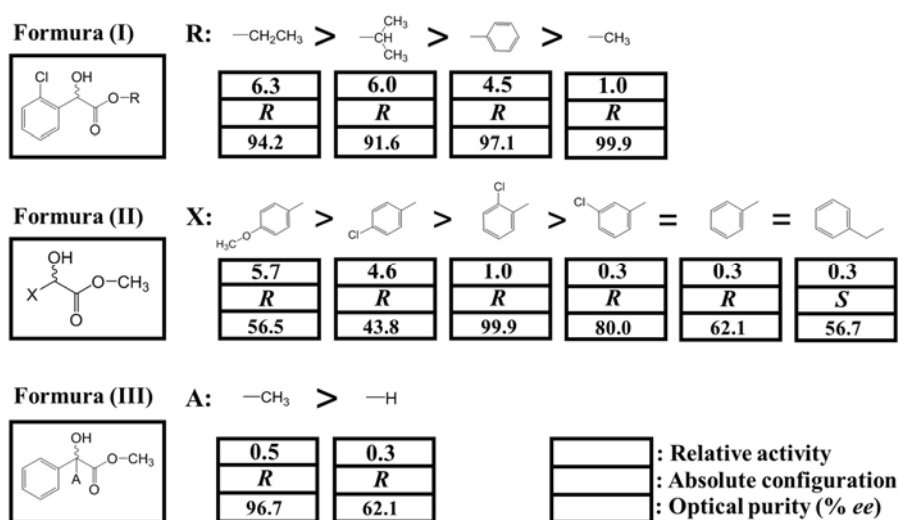 Formura (I)
R: —CH2CH3 > CH3 —CH CH3 > > —CH3
Cl OH O—R O
6.3 6.0 4.5 1.0
R R R R
94.2 91.6 97.1 99.9
Formura (II)
X: H3C O > Cl > Cl > Cl = =
OH X O—CH3 O
5.7 4.6 1.0 0.3 0.3 0.3
R R R R R S
56.5 43.8 99.9 80.0 62.1 56.7
Formura (III)
A: —CH3 > —H
OH A O—CH3 O
0.5 0.3
R R
96.7 62.1
: Relative activity
: Absolute configuration
: Optical purity (% ee)